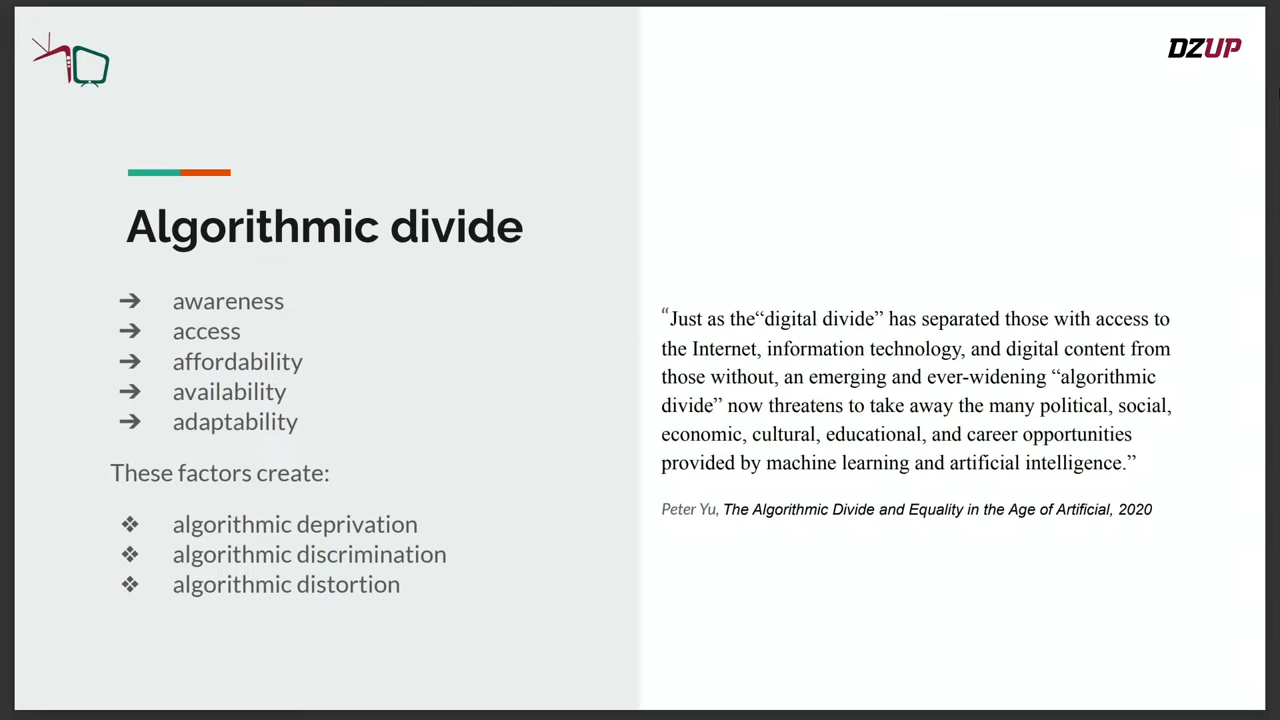 DZUP
Algorithmic divide
➔ awareness
➔ access
➔ affordability
➔ availability
➔ adaptability
These factors create:
❖ algorithmic deprivation
❖ algorithmic discrimination
❖ algorithmic distortion
“Just as the“digital divide” has separated those with access to
the Internet, information technology, and digital content from
those without, an emerging and ever-widening “algorithmic
divide” now threatens to take away the many political, social,
economic, cultural, educational, and career opportunities
provided by machine learning and artificial intelligence.”
Peter Yu, The Algorithmic Divide and Equality in the Age of Artificial, 2020